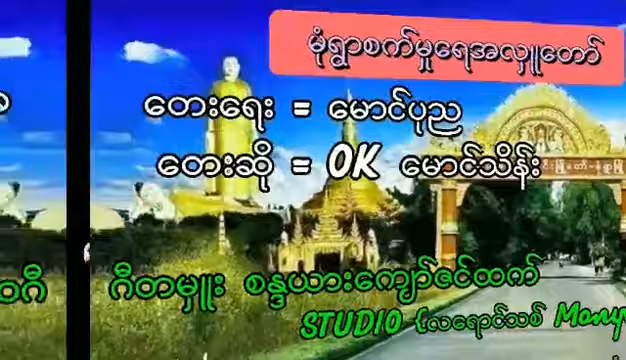 မုံရွာစက်မှုရေအလှူတော်
တေးရေး = မောင်ပုည
တေးဆို = OK မောင်သိန်း
ဂီတမှူး စန္ဒယားကျော်ဇင်ထက်
STUDIO (လရောင်သစ် Mony